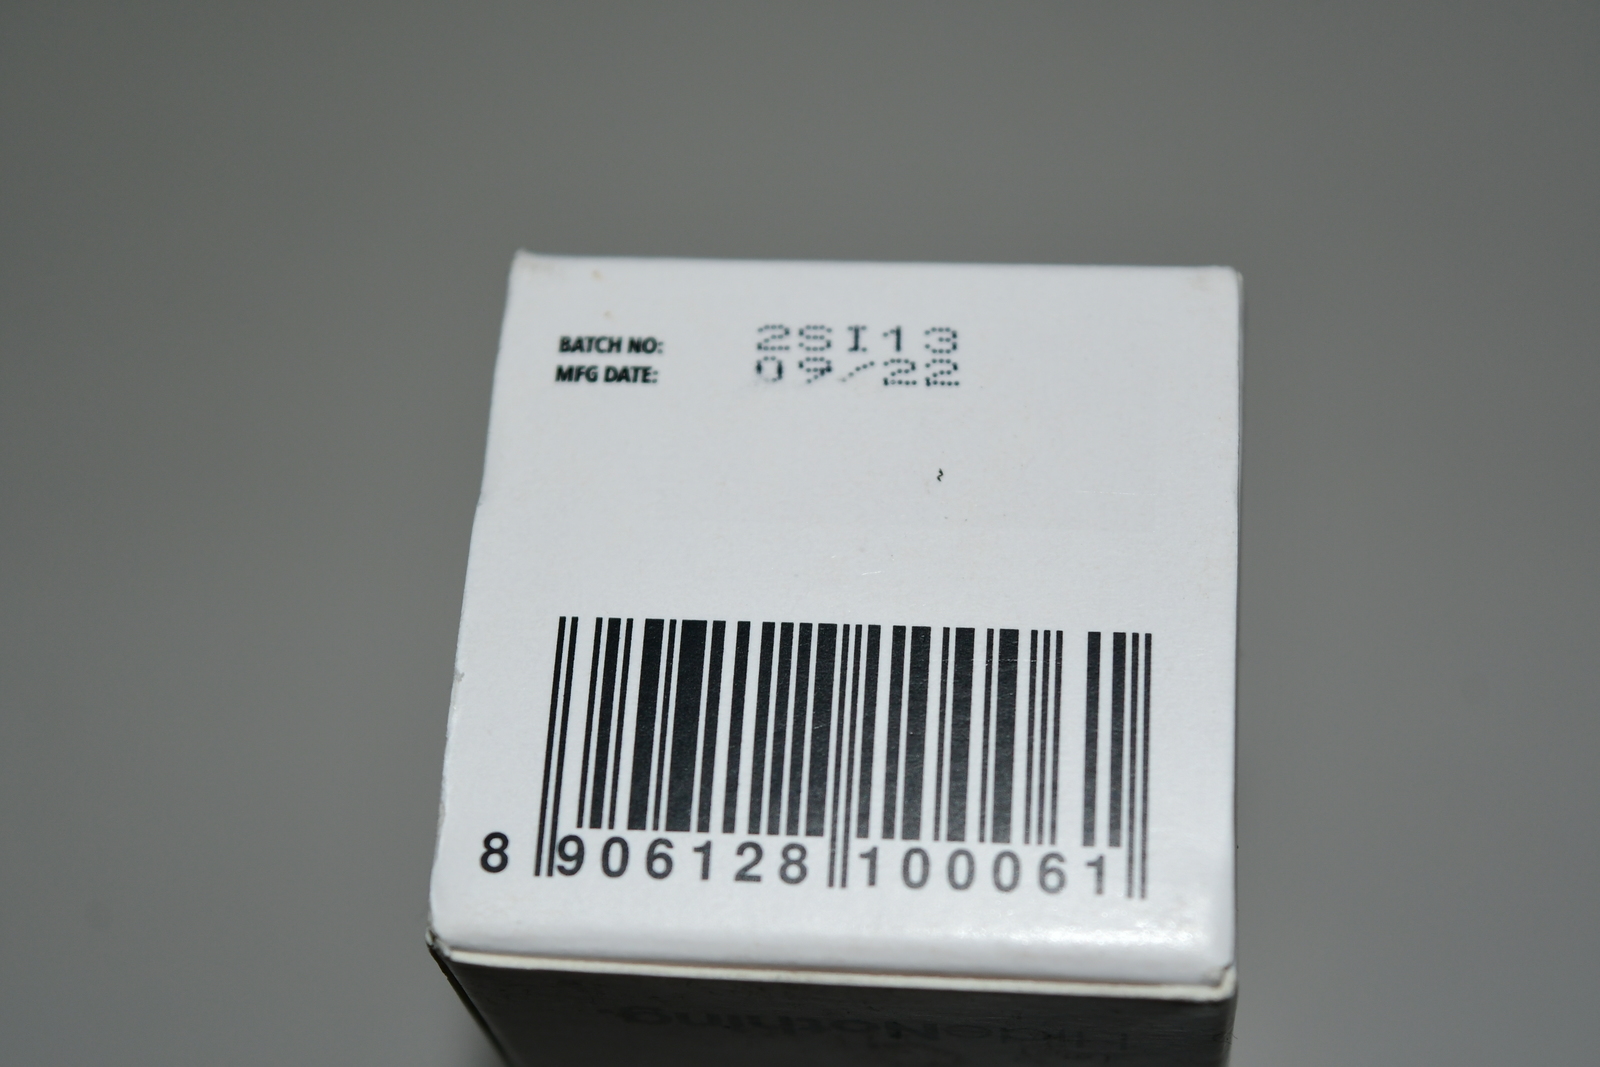 BATCH NO: 2SI13
MFG DATE: 09/22
8 906128 100061